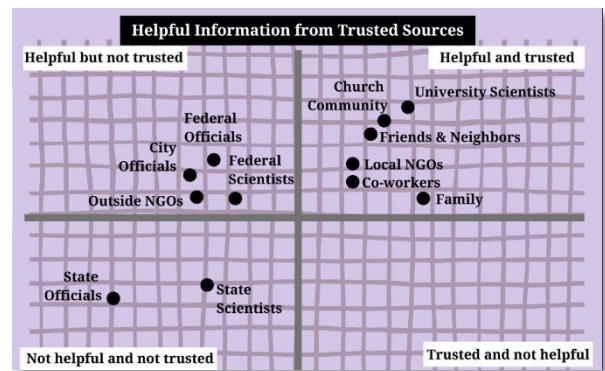 Helpful Information from Trusted Sources
Helpful but not trusted
Helpful and trusted
Church
Community
University Scientists
Federal
Officials
Friends & Neighbors
City
Officials
Federal
Scientists
Local NGOs
Co-workers
Outside NGOs
Family
State
Officials
State
Scientists
Not helpful and not trusted
Trusted and not helpful